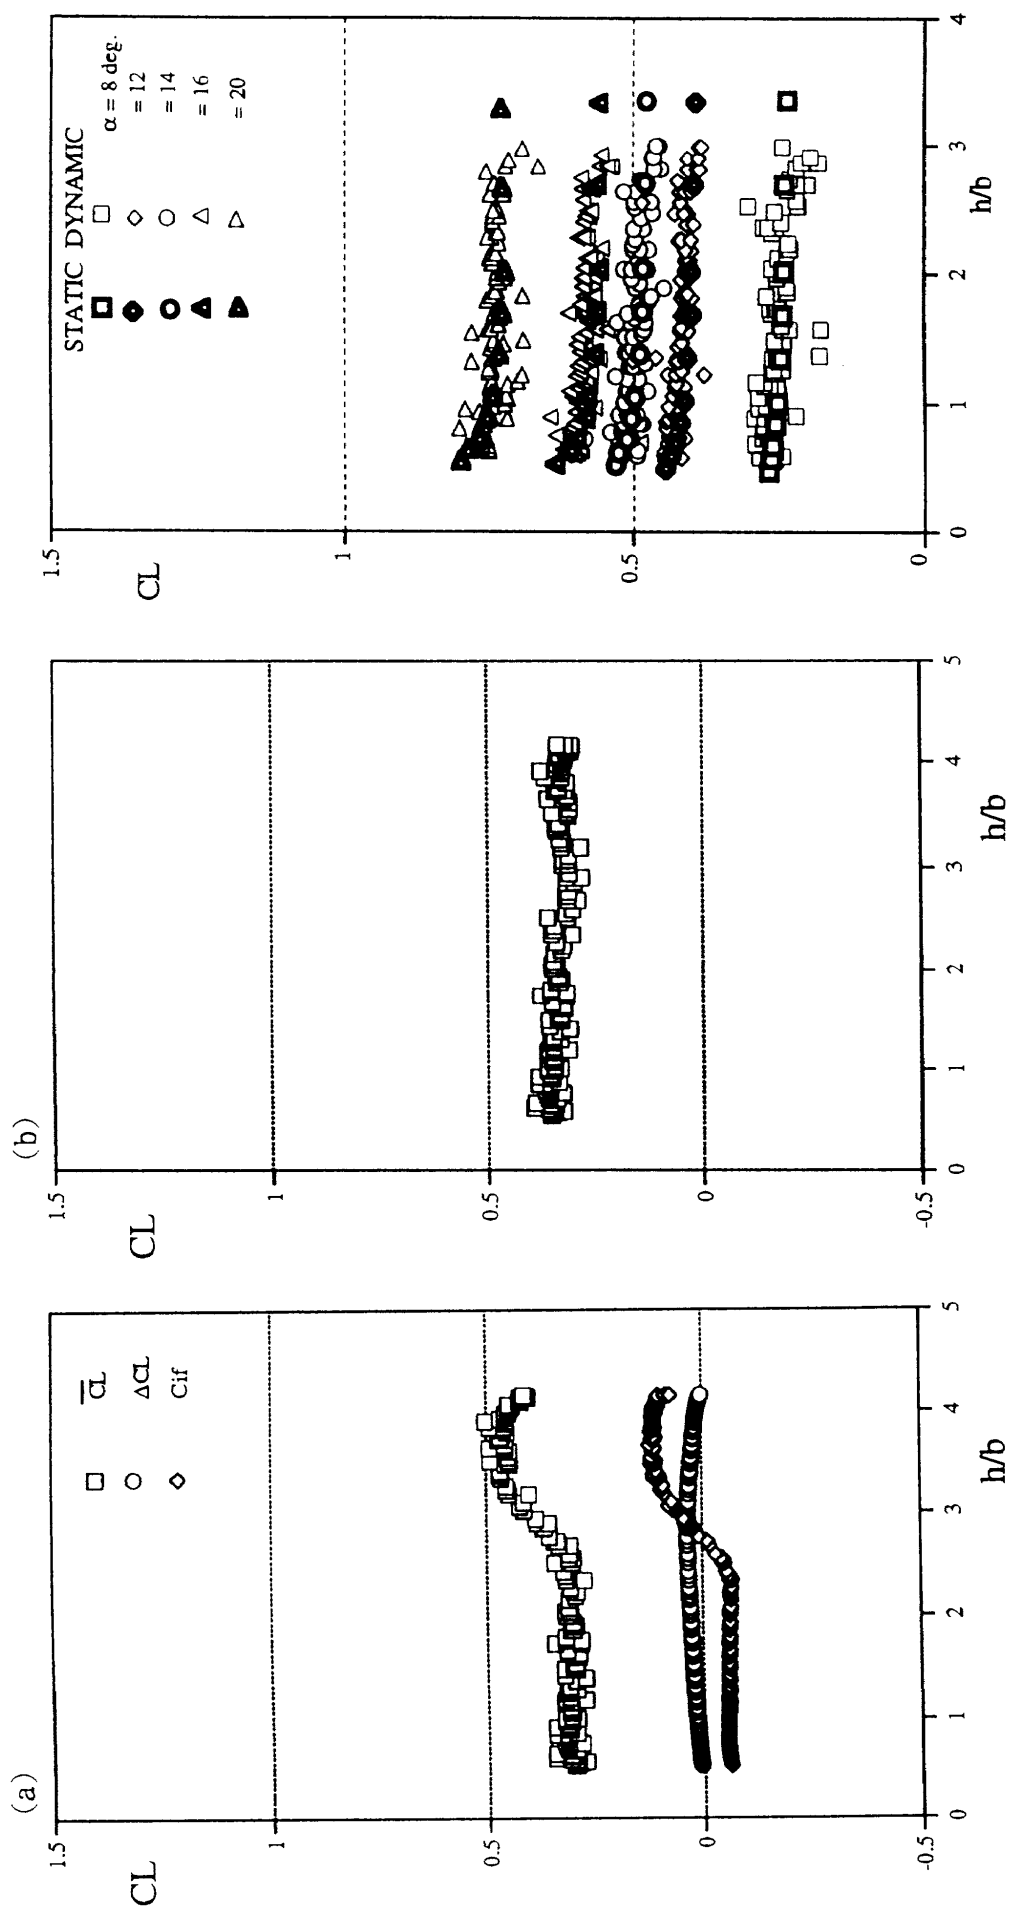 (a)
CL
1.5
1
0.5
0
-0.5
0 1 2 3 4 5
h/b
CL
ΔCL
Cif
(b)
CL
1.5
1
0.5
0
-0.5
0 1 2 3 4 5
h/b
CL
1.5
1
0.5
0
0 1 2 3 4
h/b
STATIC DYNAMIC
α = 8 deg.
= 12
= 14
= 16
= 20